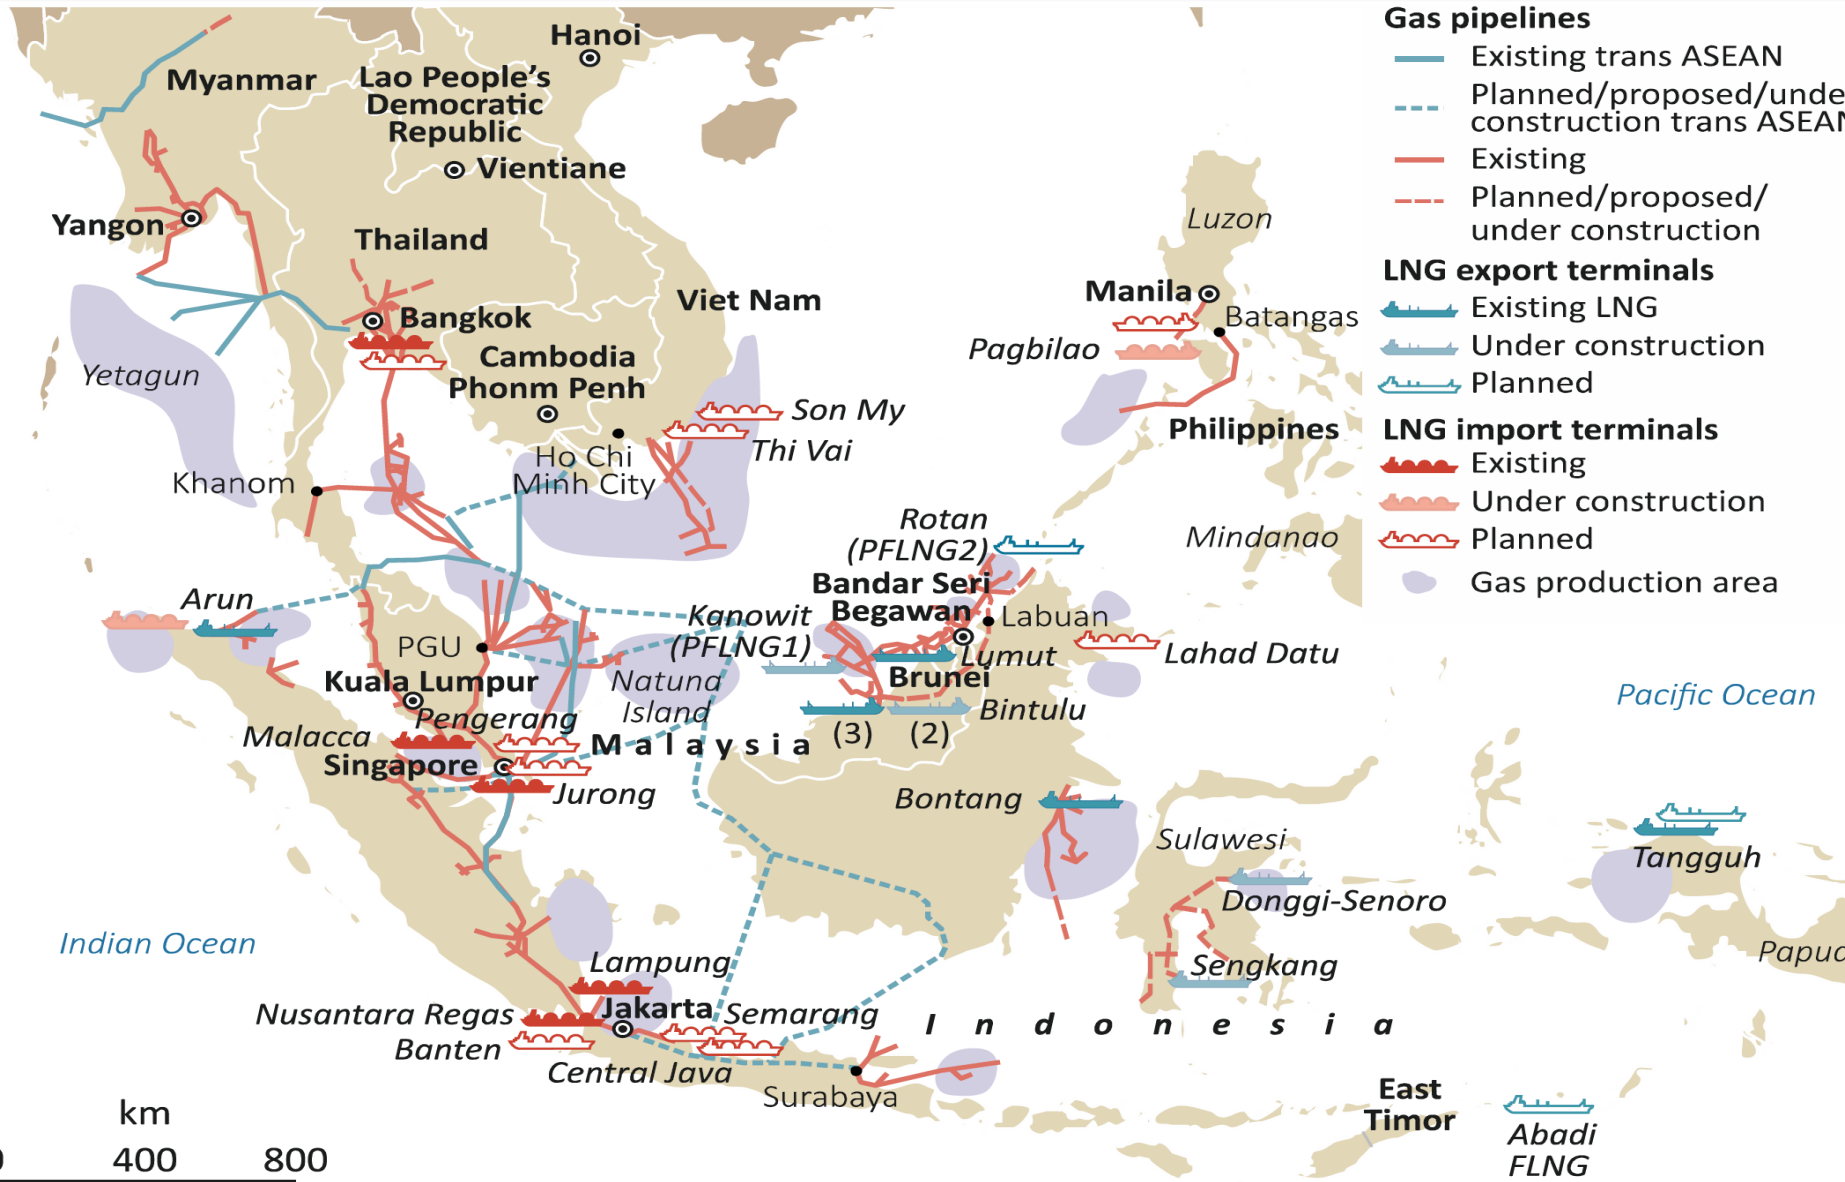 Hanoi
Myanmar
Lao People's
Democratic
Republic
Vientiane
Yangon
Thailand
Viet Nam
Bangkok
Yetagun
Cambodia
Phonm Penh
Son My
Thi Vai
Ho Chi
Minh City
Khanom
Luzon
Manila
Batangas
Pagbilao
Philippines
Mindanao
Rotan
(PFLNG2)
Bandar Seri
Begawan
Kanowit
(PFLNG1)
Labuan
Lumut
Lahad Datu
Brunei
Bintulu
(3)
(2)
Arun
PGU
Kuala Lumpur
Natuna
Island
Pengerang
Malacca
Malaysia
Singapore
Jurong
Bontang
Sulawesi
Donggi-Senoro
Sengkang
Tangguh
Pacific Ocean
Papua
Indian Ocean
Lampung
Nusantara Regas
Jakarta
Semarang
Banten
Central Java
Surabaya
Indonesia
East
Timor
Abadi
FLNG
km
0 400 800
Gas pipelines
Existing trans ASEAN
Planned/proposed/unde
construction trans ASEAN
Existing
Planned/proposed/
under construction
LNG export terminals
Existing LNG
Under construction
Planned
LNG import terminals
Existing
Under construction
Planned
Gas production area